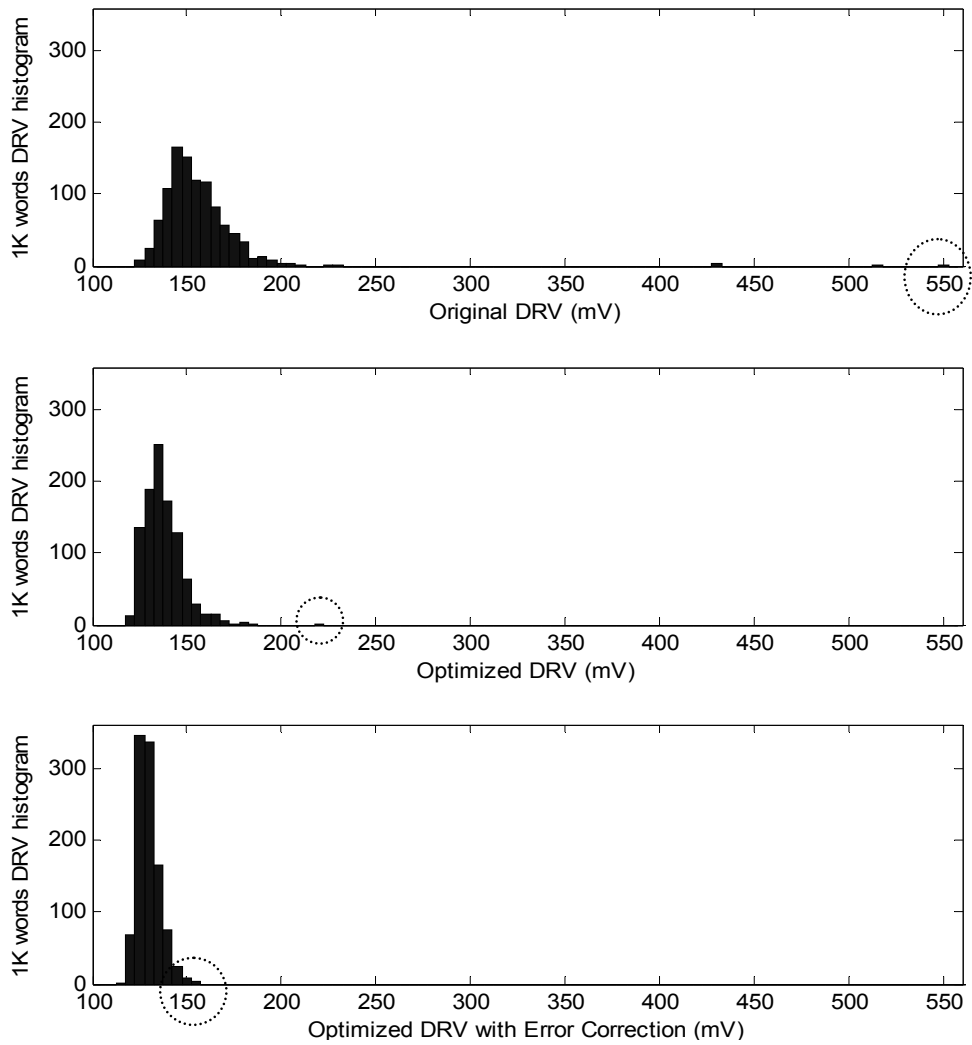 1K words DRV histogram
300
200
100
0
100 150 200 250 300 350 400 450 500 550
Original DRV (mV)
1K words DRV histogram
300
200
100
0
100 150 200 250 300 350 400 450 500 550
Optimized DRV (mV)
1K words DRV histogram
300
200
100
0
100 150 200 250 300 350 400 450 500 550
Optimized DRV with Error Correction (mV)